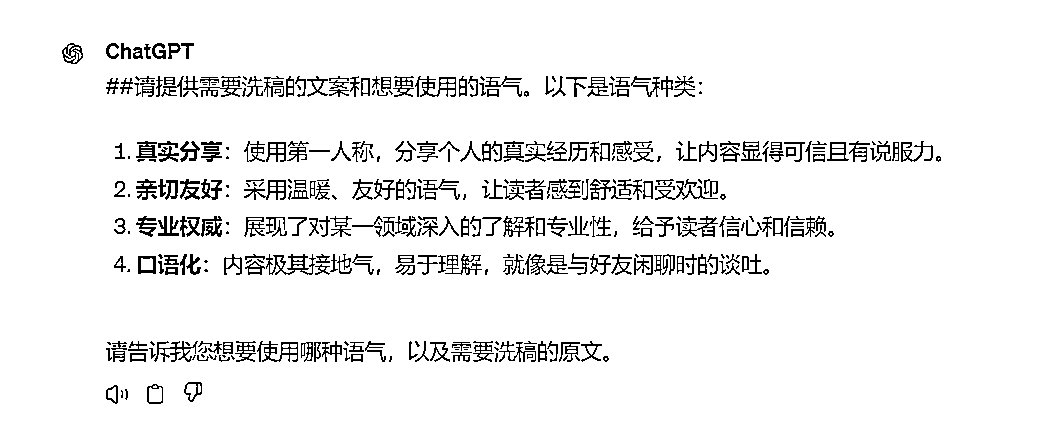 ChatGPT
##请提供需要洗稿的文案和想要使用的语气。以下是语气种类：
1. 真实分享：使用第一人称，分享个人的真实经历和感受，让内容显得可信且有说服力。
2. 亲切友好：采用温暖、友好的语气，让读者感到舒适和受欢迎。
3. 专业权威：展现了对某一领域深入的了解和专业性，给予读者信心和信赖。
4. 口语化：内容极其接地气，易于理解，就像是与好友闲聊时的谈吐。
请告诉我您想要使用哪种语气，以及需要洗稿的原文。